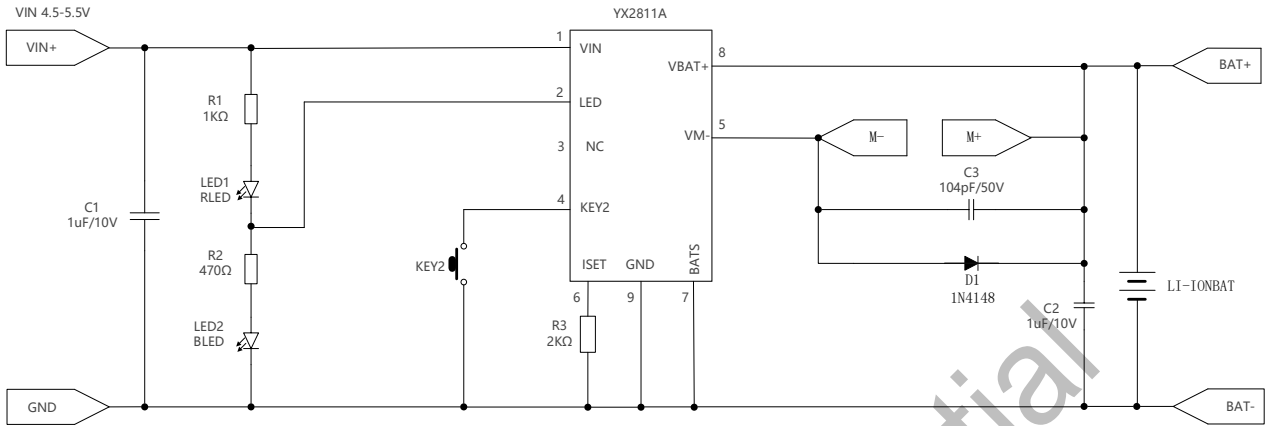 VIN 4.5-5.5V
YX2811A
VIN+
1
VIN
8
VBAT+
BAT+
R1
1KΩ
2
LED
5
VM-
M-
M+
3
NC
C3
104pF/50V
LED1
RLED
4
KEY2
C1
1uF/10V
R2
470Ω
KEY2
ISET
GND
BATS
D1
1N4148
LI-IONBAT
6
9
7
C2
1uF/10V
R3
2KΩ
LED2
BLED
GND
BAT-
tial